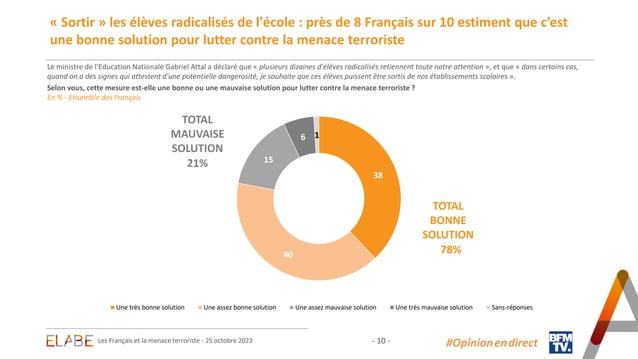 « Sortir » les élèves radicalisés de l'école : près de 8 Français sur 10 estiment que c'est
une bonne solution pour lutter contre la menace terroriste
Le ministre de l'Education Nationale Gabriel Attal a déclaré que « plusieurs dizaines d'élèves radicalisés retiennent toute notre attention », et que « dans certains cas,
quand on a des signes qui attestent d'une potentielle dangerosité, je souhaite que ces élèves puissent être sortis de nos établissements scolaires ».
Selon vous, cette mesure est-elle une bonne ou une mauvaise solution pour lutter contre la menace terroriste ?
En % - Ensemble des Français
TOTAL
MAUVAISE
SOLUTION
21%
6
1
15
38
40
TOTAL
BONNE
SOLUTION
78%
Une très bonne solution
Une assez bonne solution
Une assez mauvaise solution
Une très mauvaise solution
Sans-réponses
ELABE
Les Français et la menace terroriste - 25 octobre 2023
- 10 -
#Opinion en direct
BFM
TV.